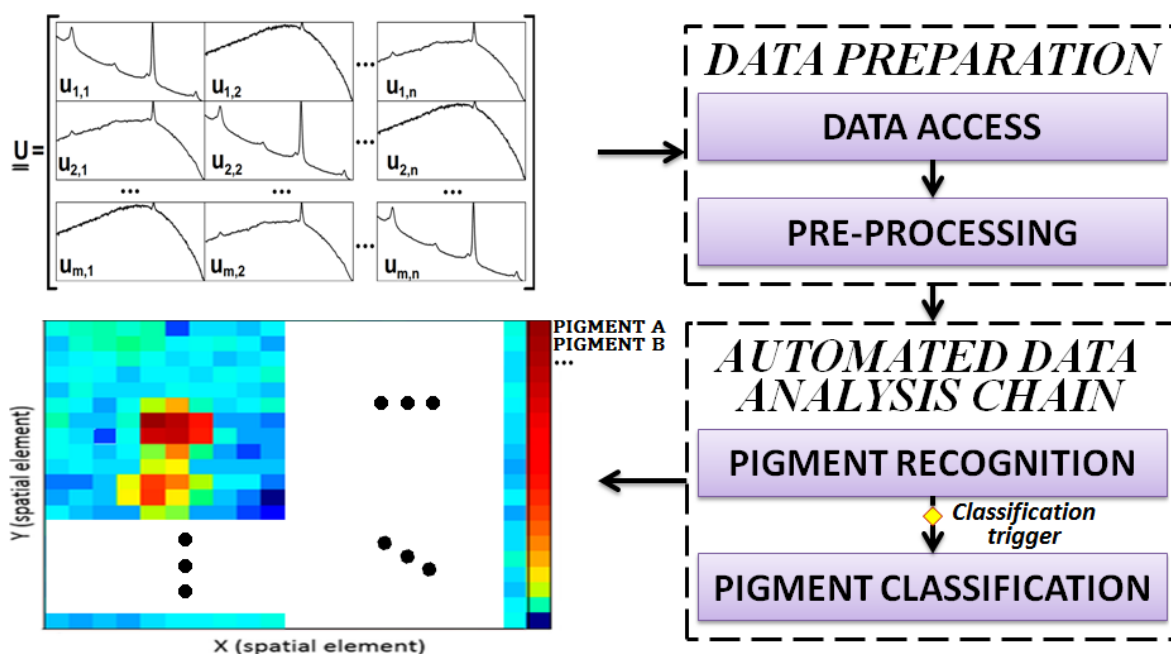 U =
u1,1
u1,2
...
u1,n
u2,1
u2,2
...
u2,n
...
...
...
um,1
um,2
...
um,n
DATA PREPARATION
DATA ACCESS
PRE-PROCESSING
PIGMENT A
PIGMENT B
...
Y (spatial element)
X (spatial element)
AUTOMATED DATA
ANALYSIS CHAIN
PIGMENT RECOGNITION
Classification
trigger
PIGMENT CLASSIFICATION